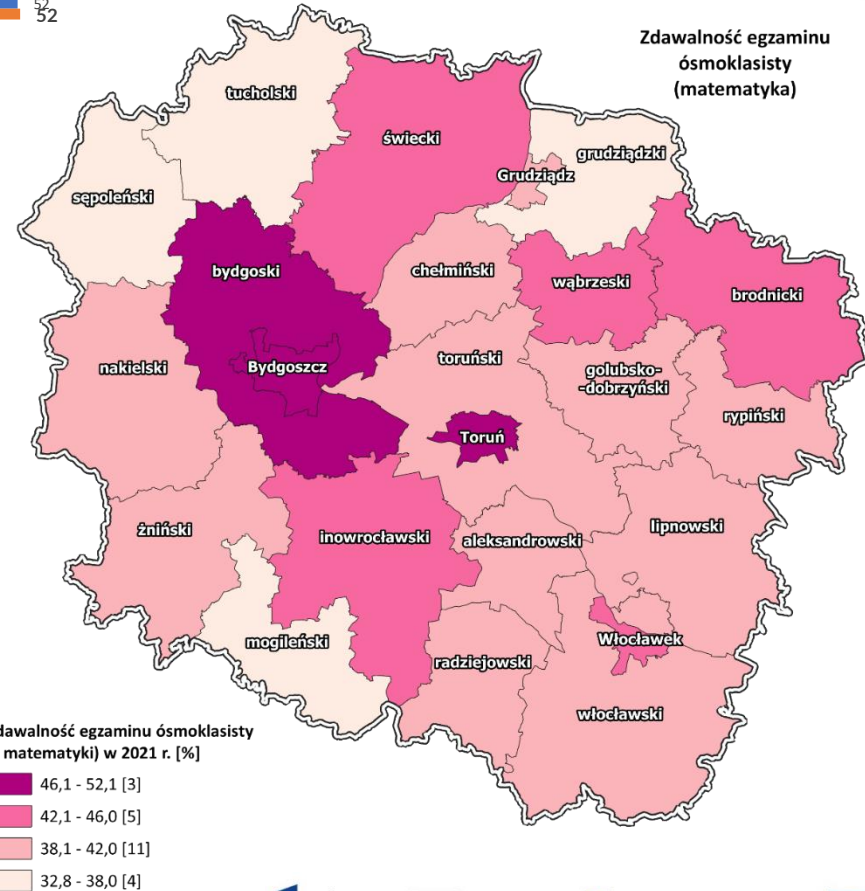 52
52
Zdawalność egzaminu
ósmoklasisty
(matematyka)
tucholski
świecki
grudziądzki
Grudziądz
sępoleński
bydgoski
chełmiński
wąbrzeski
brodnicki
nakielski
Bydgoszcz
toruński
golubsko-
-dobrzyński
rypiński
Toruń
żniński
inowrocławski
aleksandrowski
lipnowski
mogileński
radziejowski
Włocławek
włocławski
dawalność egzaminu ósmoklasisty
matematyki) w 2021 r. [%]
46,1 - 52,1 [3]
42,1 - 46,0 [5]
38,1 - 42,0 [11]
32,8 - 38,0 [4]